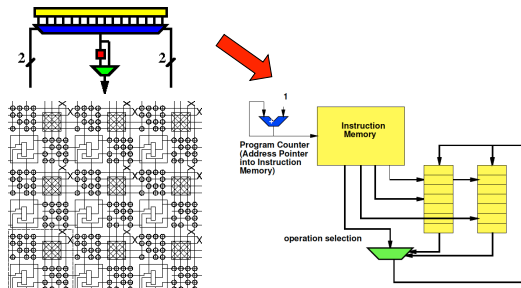 2
2
1
Instruction
Memory
Program Counter
(Address Pointer
into Instruction
Memory)
operation selection